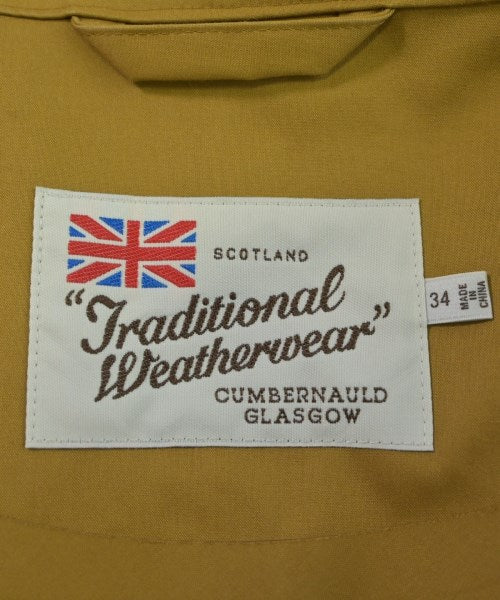 SCOTLAND
"Traditional
Weatherwear"
CUMBERNAULD
GLASGOW
34
MADE
IN
CHINA